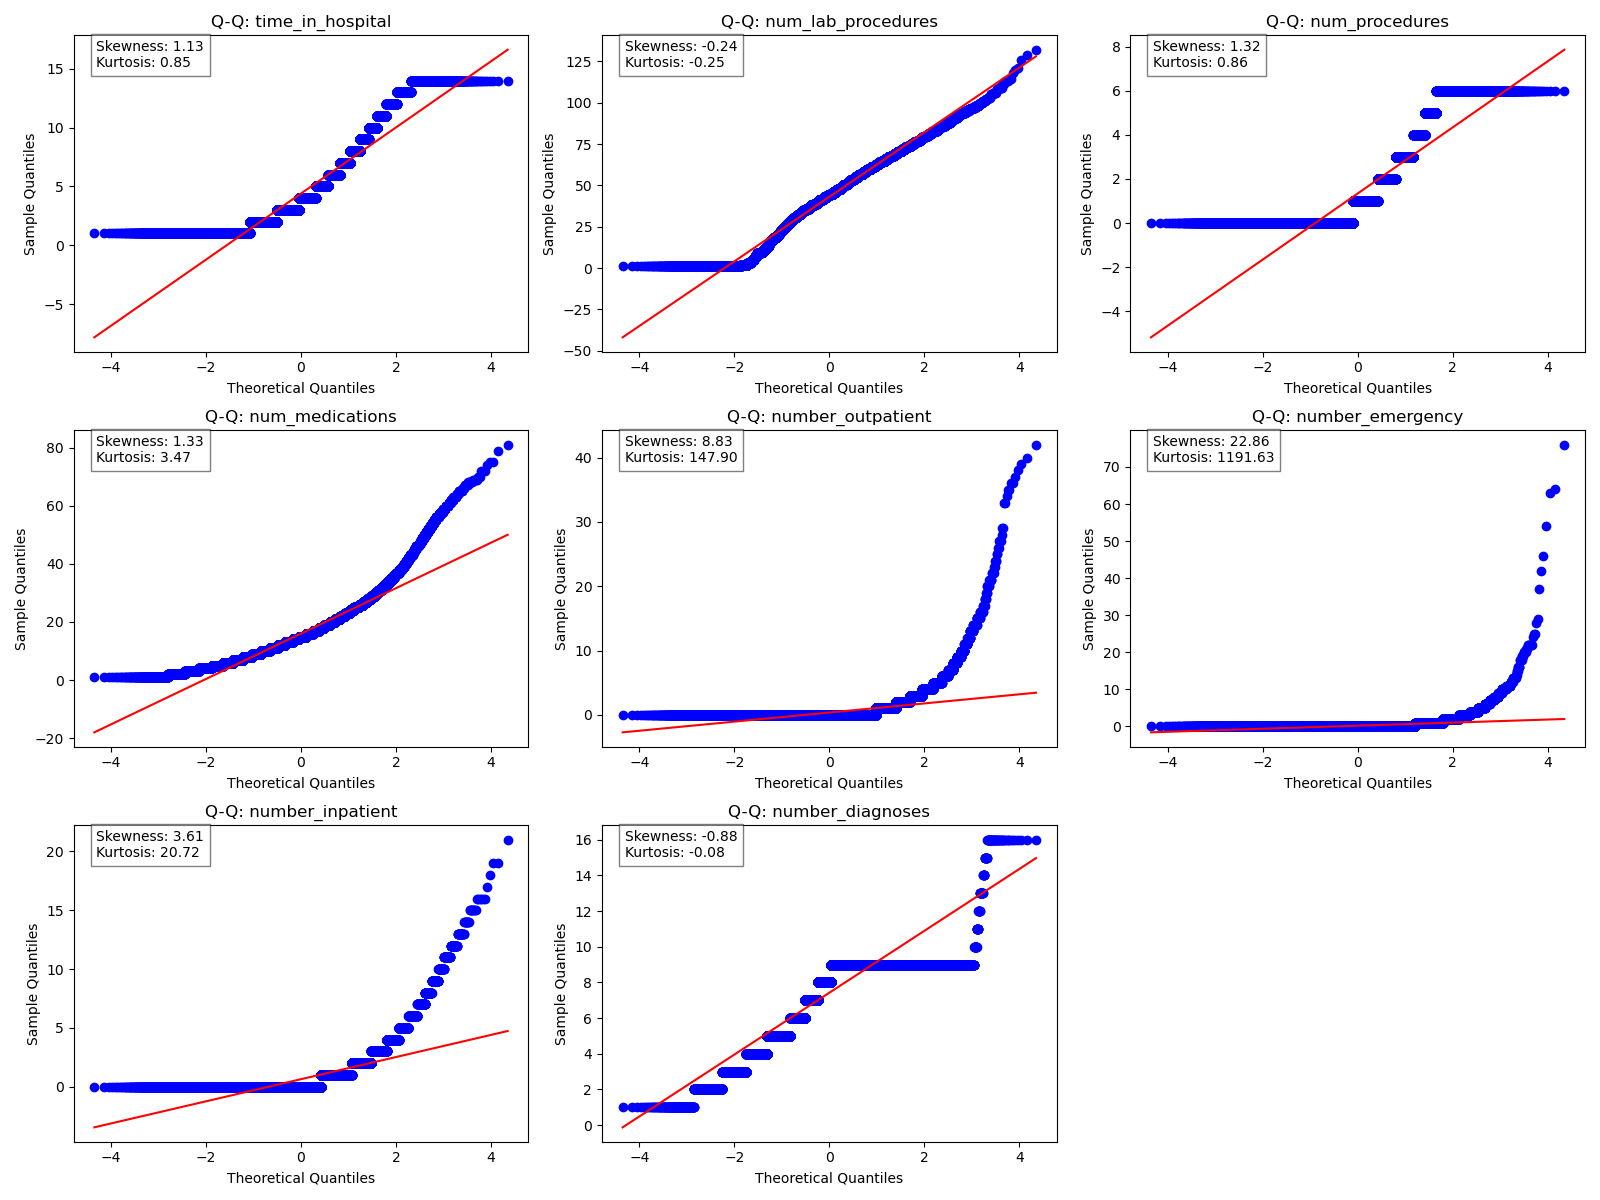 Q-Q: time_in_hospital
Skewness: 1.13
Kurtosis: 0.85
15
10
5
0
−5
−4
−2
0
2
4
Sample Quantiles
Theoretical Quantiles
Q-Q: num_lab_procedures
Skewness: -0.24
Kurtosis: -0.25
125
100
75
50
25
0
−25
−50
−4
−2
0
2
4
Sample Quantiles
Theoretical Quantiles
Q-Q: num_procedures
Skewness: 1.32
Kurtosis: 0.86
8
6
4
2
0
−2
−4
−4
−2
0
2
4
Sample Quantiles
Theoretical Quantiles
Q-Q: num_medications
Skewness: 1.33
Kurtosis: 3.47
80
60
40
20
0
−20
−4
−2
0
2
4
Sample Quantiles
Theoretical Quantiles
Q-Q: number_outpatient
Skewness: 8.83
Kurtosis: 147.90
40
30
20
10
0
−4
−2
0
2
4
Sample Quantiles
Theoretical Quantiles
Q-Q: number_emergency
Skewness: 22.86
Kurtosis: 1191.63
70
60
50
40
30
20
10
0
−4
−2
0
2
4
Sample Quantiles
Theoretical Quantiles
Q-Q: number_inpatient
Skewness: 3.61
Kurtosis: 20.72
20
15
10
5
0
−4
−2
0
2
4
Sample Quantiles
Theoretical Quantiles
Q-Q: number_diagnoses
Skewness: -0.88
Kurtosis: -0.08
16
14
12
10
8
6
4
2
0
−4
−2
0
2
4
Sample Quantiles
Theoretical Quantiles